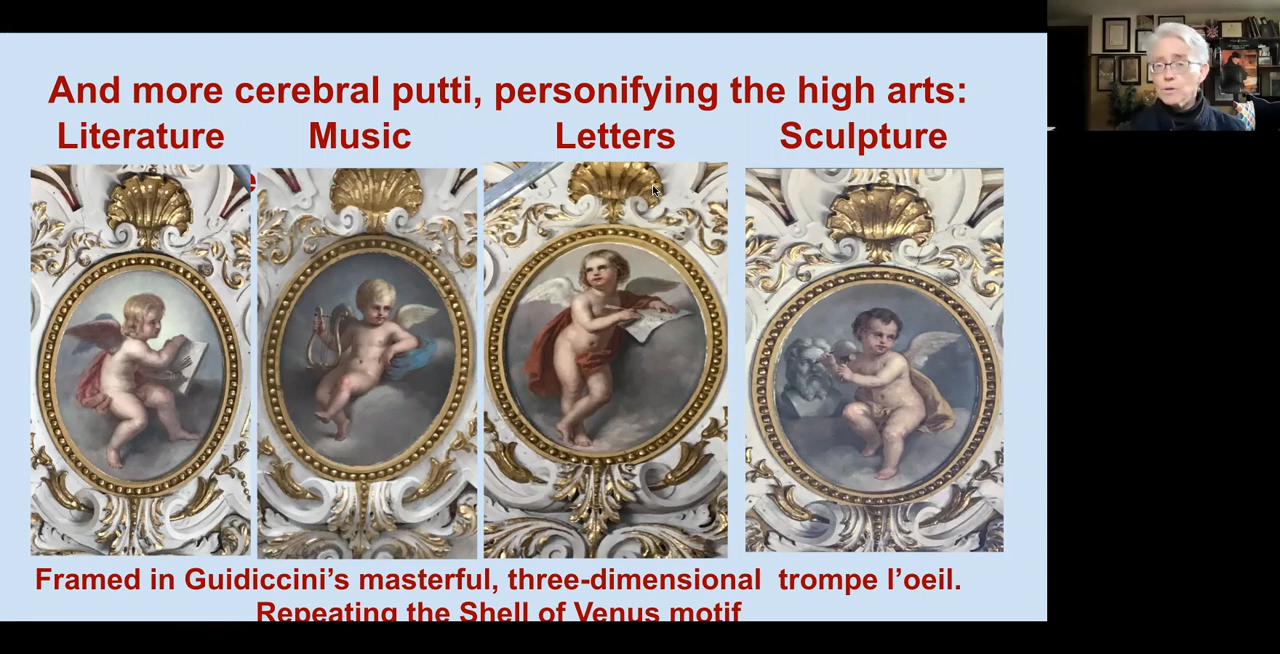 And more cerebral putti, personifying the high arts:
Literature Music Letters Sculpture
e
Framed in Guidiccini’s masterful, three-dimensional trompe l’oeil.
Repeating the Shell of Venus motif